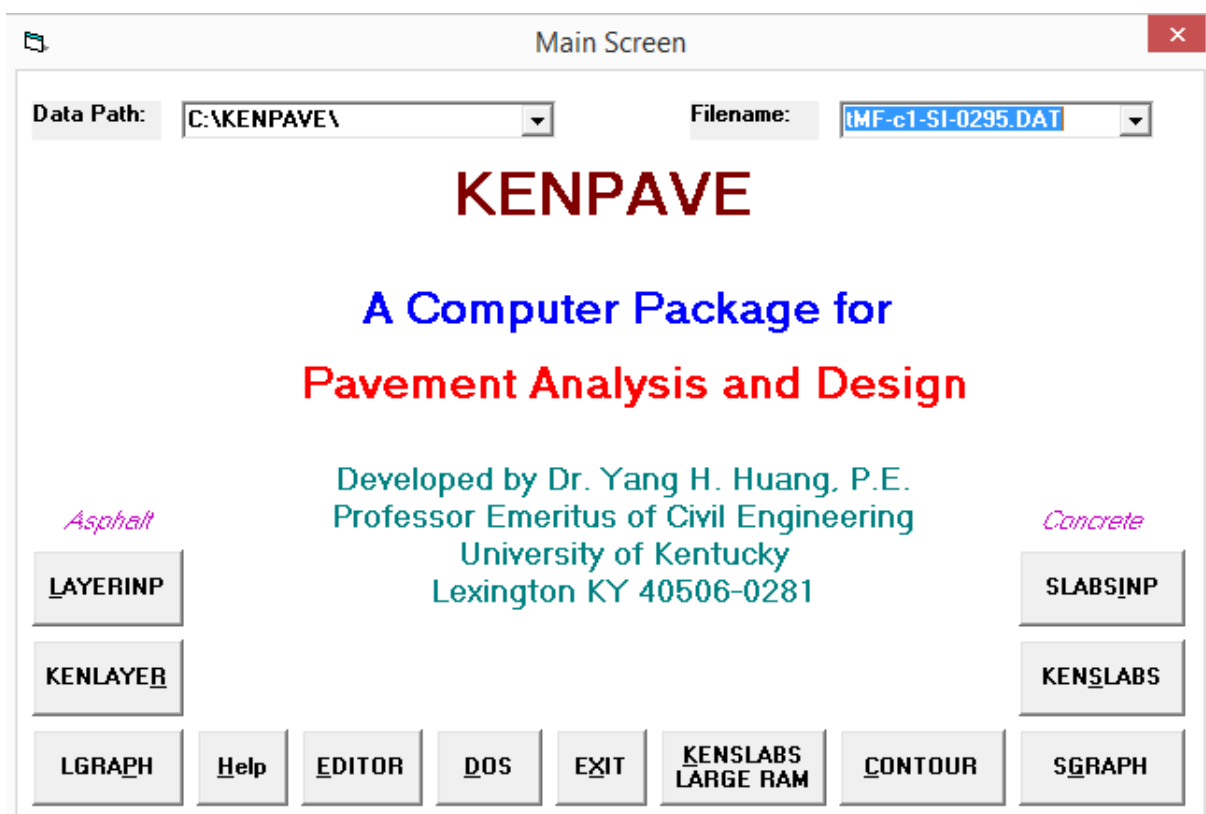 Main Screen
Data Path: C:\KENPAVE\ Filename: tMF-c1-SI-0295.DAT
KENPAVE
A Computer Package for
Pavement Analysis and Design
Developed by Dr. Yang H. Huang, P.E.
Professor Emeritus of Civil Engineering
University of Kentucky
Lexington KY 40506-0281
Asphalt
Concrete
LAYERINP
SLABSINP
KENLAYER
KENSLABS
LGRAPH
Help
EDITOR
DOS
EXIT
KENSLABS
LARGE RAM
CONTOUR
SGRAPH